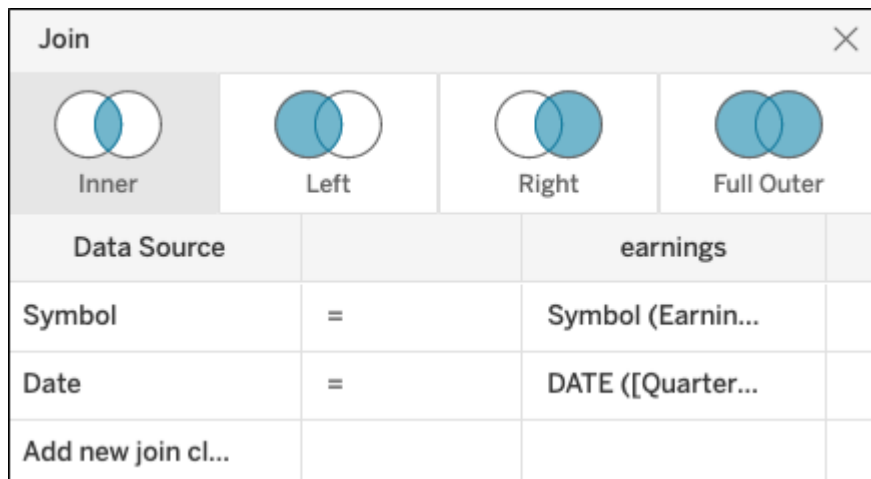 Join
Inner Left Right Full Outer
Data Source earnings
Symbol = Symbol (Earnin...
Date = DATE ([Quarter...
Add new join cl...